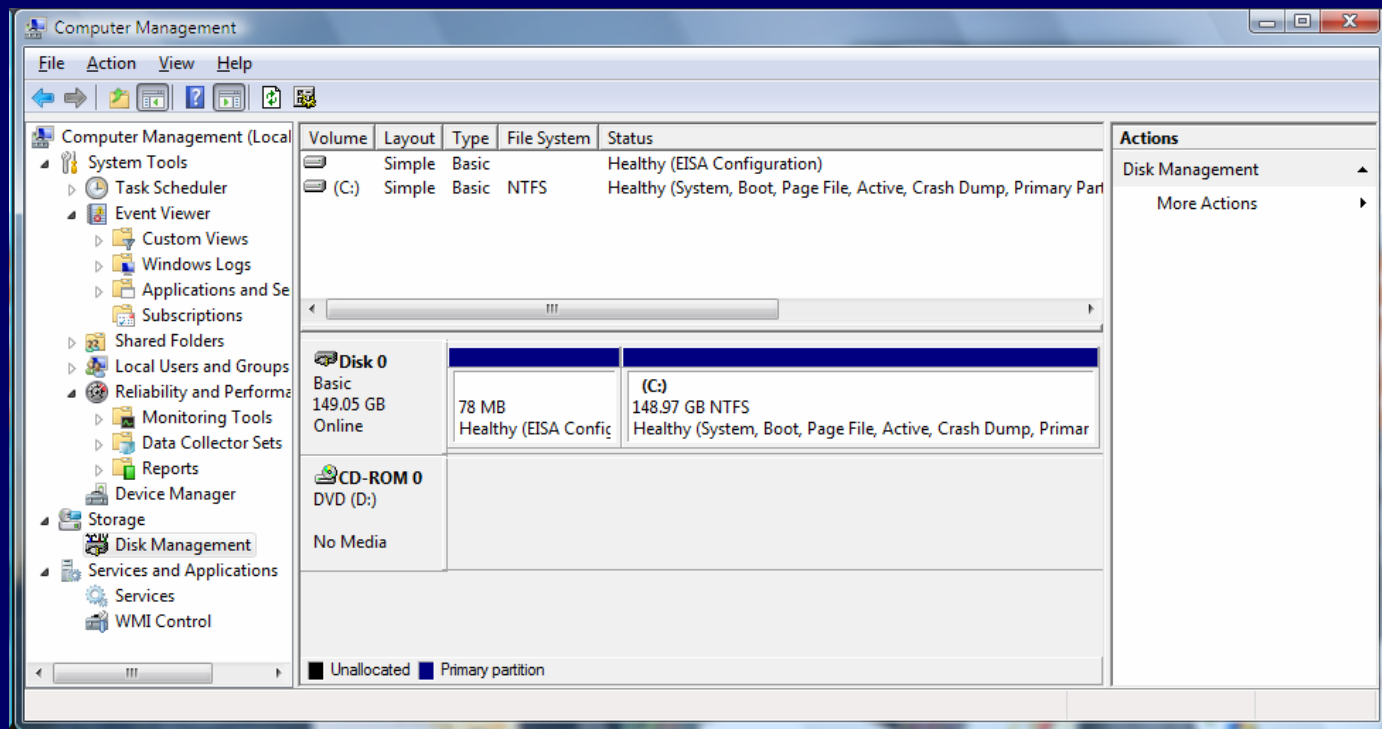 Computer Management
File Action View Help
Computer Management (Local
System Tools
Task Scheduler
Event Viewer
Custom Views
Windows Logs
Applications and Se
Subscriptions
Shared Folders
Local Users and Groups
Reliability and Performa
Monitoring Tools
Data Collector Sets
Reports
Device Manager
Storage
Disk Management
Services and Applications
Services
WMI Control
Volume Layout Type File System Status
Simple Basic Healthy (EISA Configuration)
(C:) Simple Basic NTFS Healthy (System, Boot, Page File, Active, Crash Dump, Primary Part
Disk 0
Basic
149.05 GB
Online
78 MB
Healthy (EISA Config
(C:)
148.97 GB NTFS
Healthy (System, Boot, Page File, Active, Crash Dump, Primar
CD-ROM 0
DVD (D:)
No Media
Unallocated Primary partition
Actions
Disk Management
More Actions